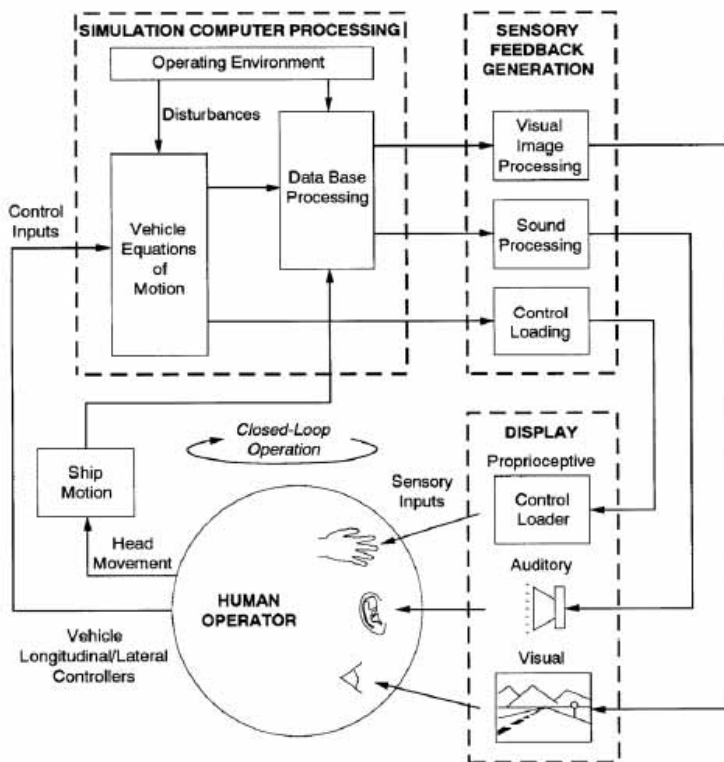 SIMULATION COMPUTER PROCESSING
Operating Environment
Disturbances
Data Base
Processing
Vehicle
Equations
of
Motion
Control
Inputs
SENSORY
FEEDBACK
GENERATION
Visual
Image
Processing
Sound
Processing
Control
Loading
Closed-Loop
Operation
Ship
Motion
Head
Movement
Sensory
Inputs
HUMAN
OPERATOR
Vehicle
Longitudinal/Lateral
Controllers
DISPLAY
Proprioceptive
Control
Loader
Auditory
Visual